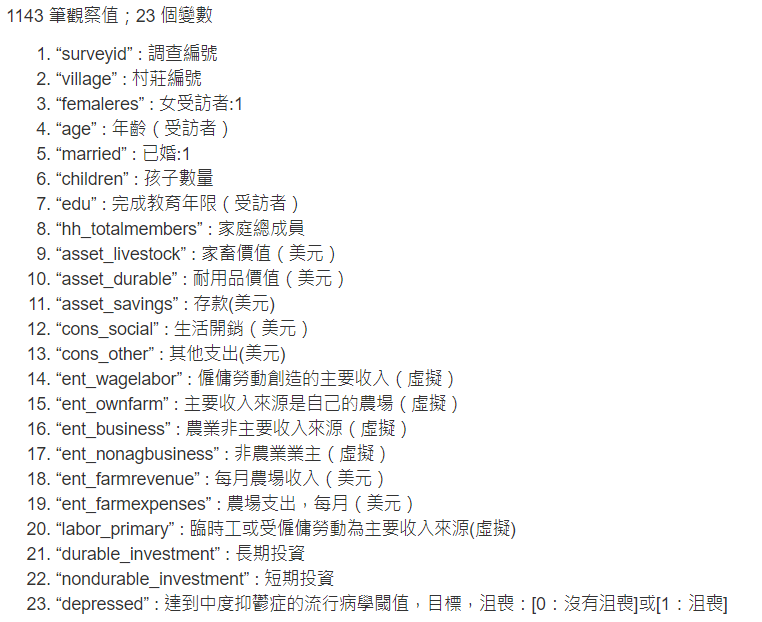 1143 筆觀察值；23 個變數
1. “surveyid”：調查編號
2. “village”：村莊編號
3. “femaleres”：女受訪者:1
4. “age”：年齡（受訪者）
5. “married”：已婚:1
6. “children”：孩子數量
7. “edu”：完成教育年限（受訪者）
8. “hh_totalmembers”：家庭總成員
9. “asset_livestock”：家畜價值（美元）
10. “asset_durable”：耐用品價值（美元）
11. “asset_savings”：存款(美元)
12. “cons_social”：生活開銷（美元）
13. “cons_other”：其他支出(美元)
14. “ent_wagelabor”：僱傭勞動創造的主要收入（虛擬）
15. “ent_ownfarm”：主要收入來源是自己的農場（虛擬）
16. “ent_business”：農業非主要收入來源（虛擬）
17. “ent_nonagbusiness”：非農業業主（虛擬）
18. “ent_farmrevenue”：每月農場收入（美元）
19. “ent_farmexpenses”：農場支出，每月（美元）
20. “labor_primary”：臨時工或受僱傭勞動為主要收入來源(虛擬)
21. “durable_investment”：長期投資
22. “nondurable_investment”：短期投資
23. “depressed”：達到中度抑鬱症的流行病學閾值，目標，沮喪：[0：沒有沮喪]或[1：沮喪]